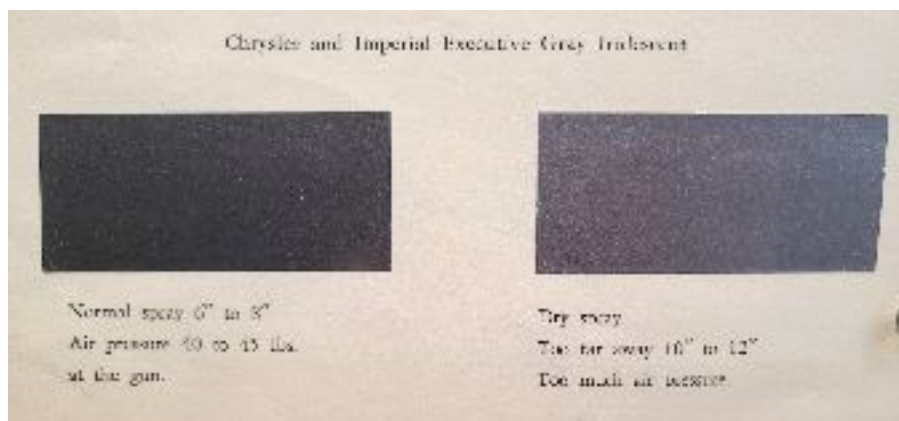 Chrysler and Imperial Executive Gray Iridescent
Normal spray 6" to 8"
Air pressure 40 to 45 lbs.
at the gun.
Dry spray
Too far away 10" to 12"
Too much air pressure